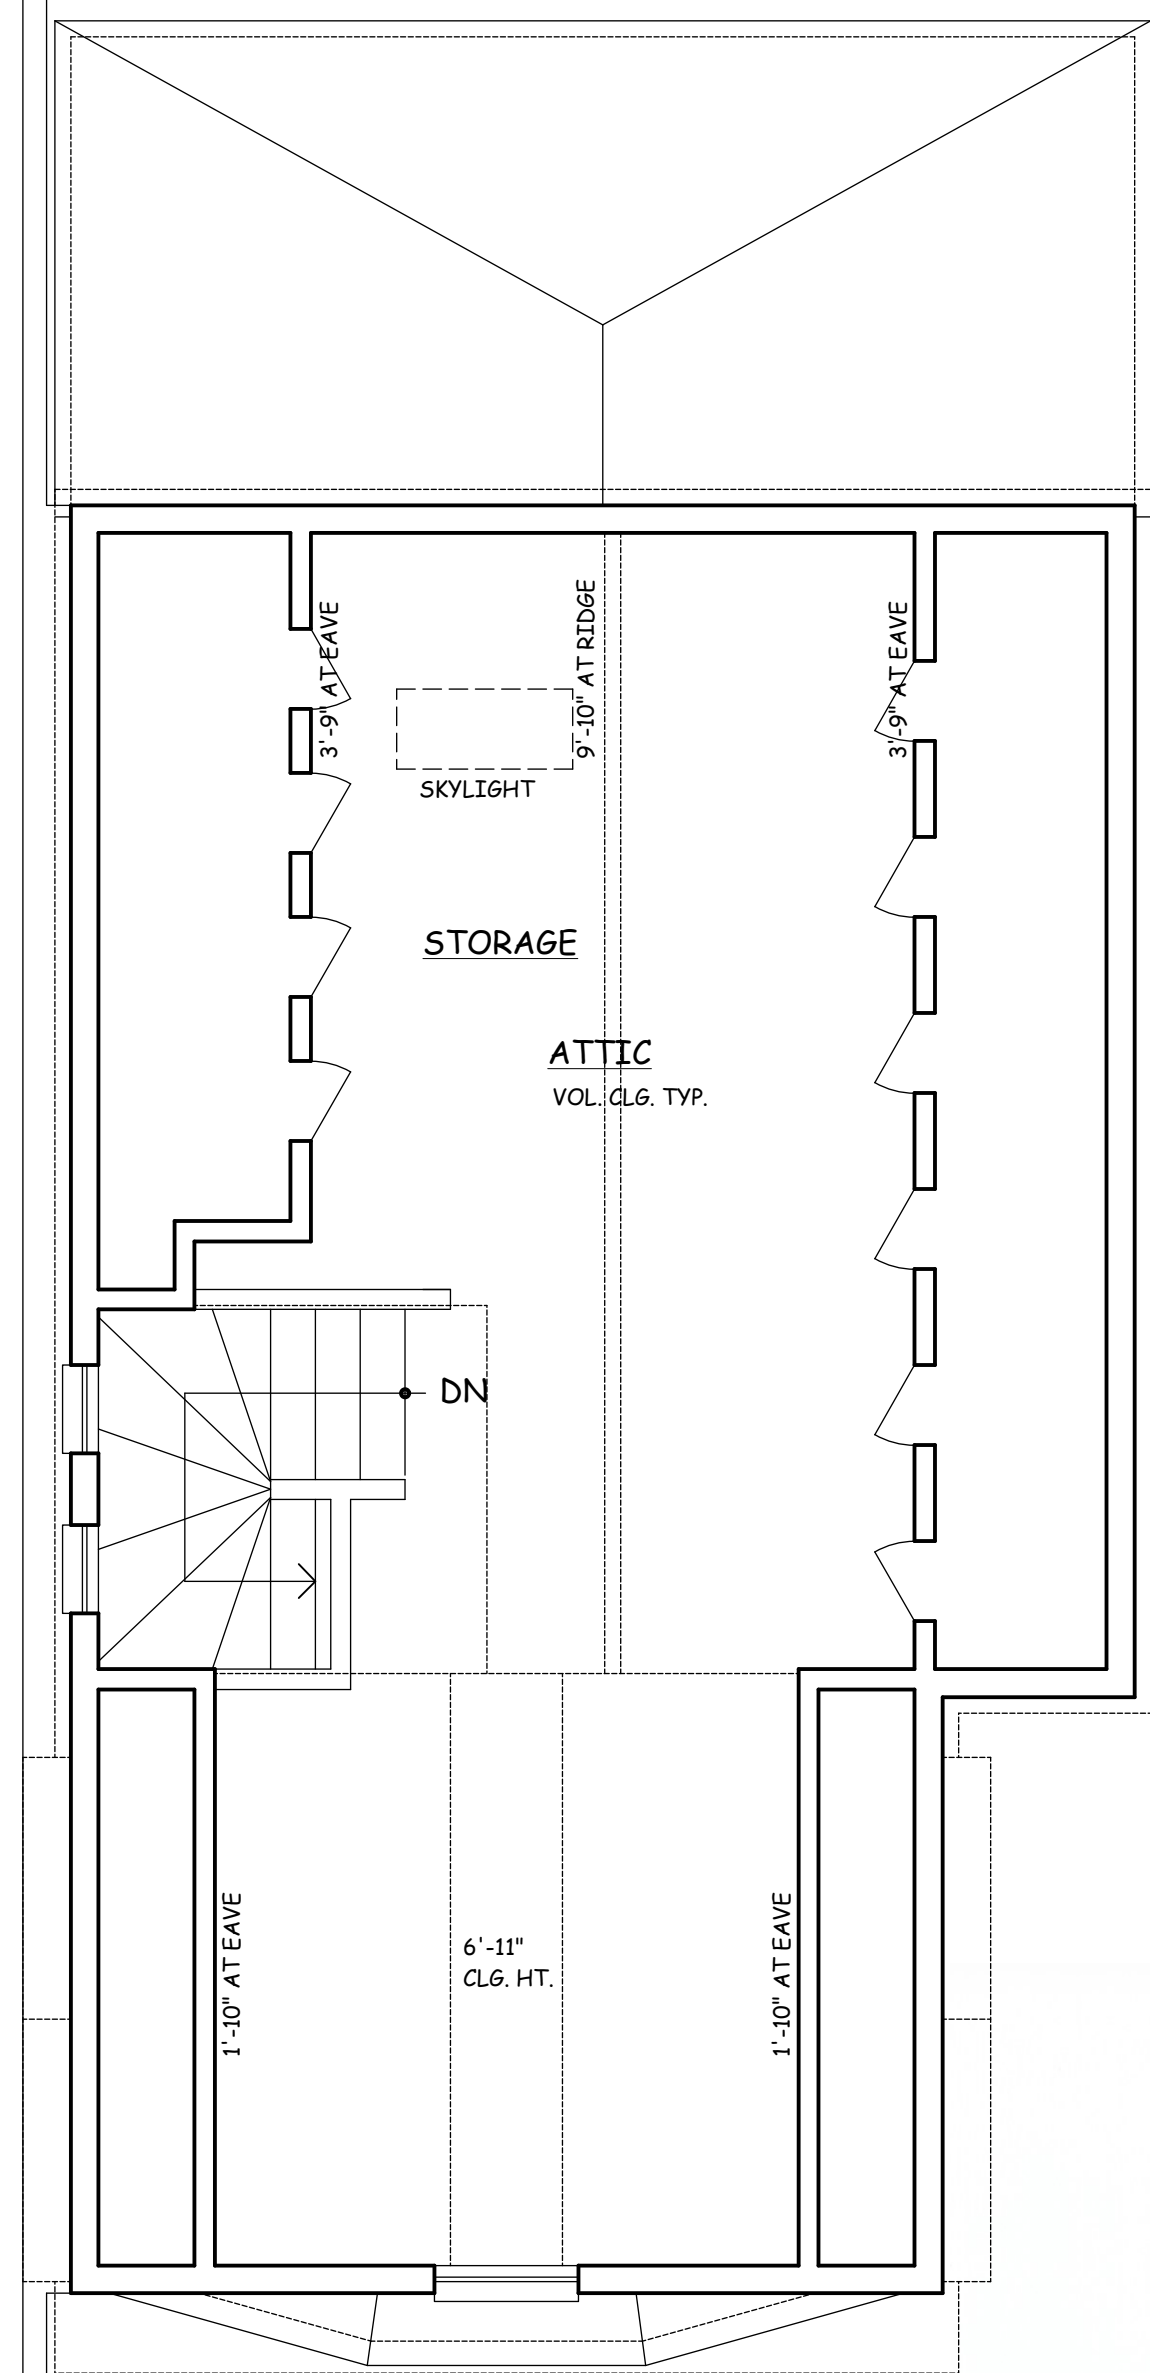 3'-9" AT EAVE
9'-10" AT RIDGE
3'-9" AT EAVE
SKYLIGHT
STORAGE
ATTIC
VOL. CLG. TYP.
DN
1'-10" AT EAVE
6'-11"
CLG. HT.
1'-10" AT EAVE